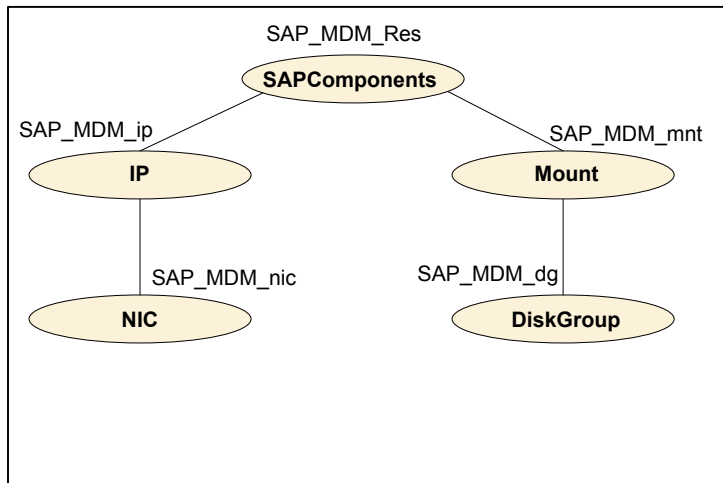 SAP_MDM_Res
SAPComponents
SAP_MDM_ip
SAP_MDM_mnt
IP
Mount
SAP_MDM_nic
SAP_MDM_dg
NIC
DiskGroup